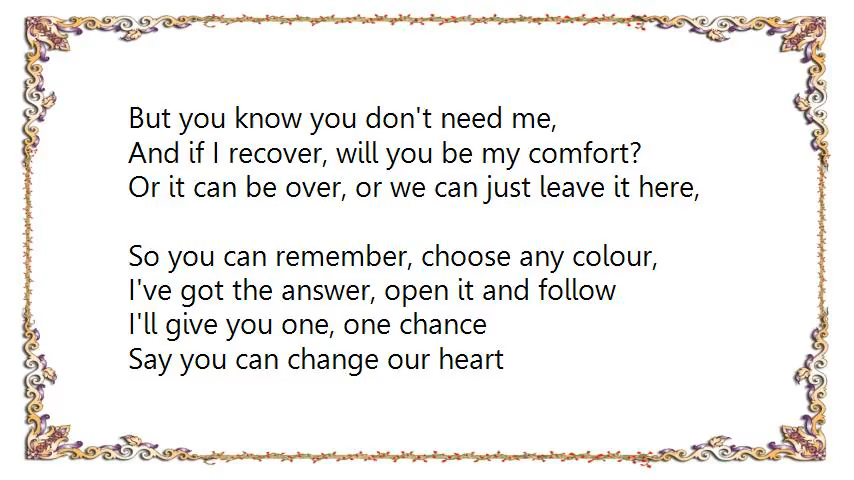 But you know you don't need me,
And if I recover, will you be my comfort?
Or it can be over, or we can just leave it here,

So you can remember, choose any colour,
I've got the answer, open it and follow
I'll give you one, one chance
Say you can change our heart